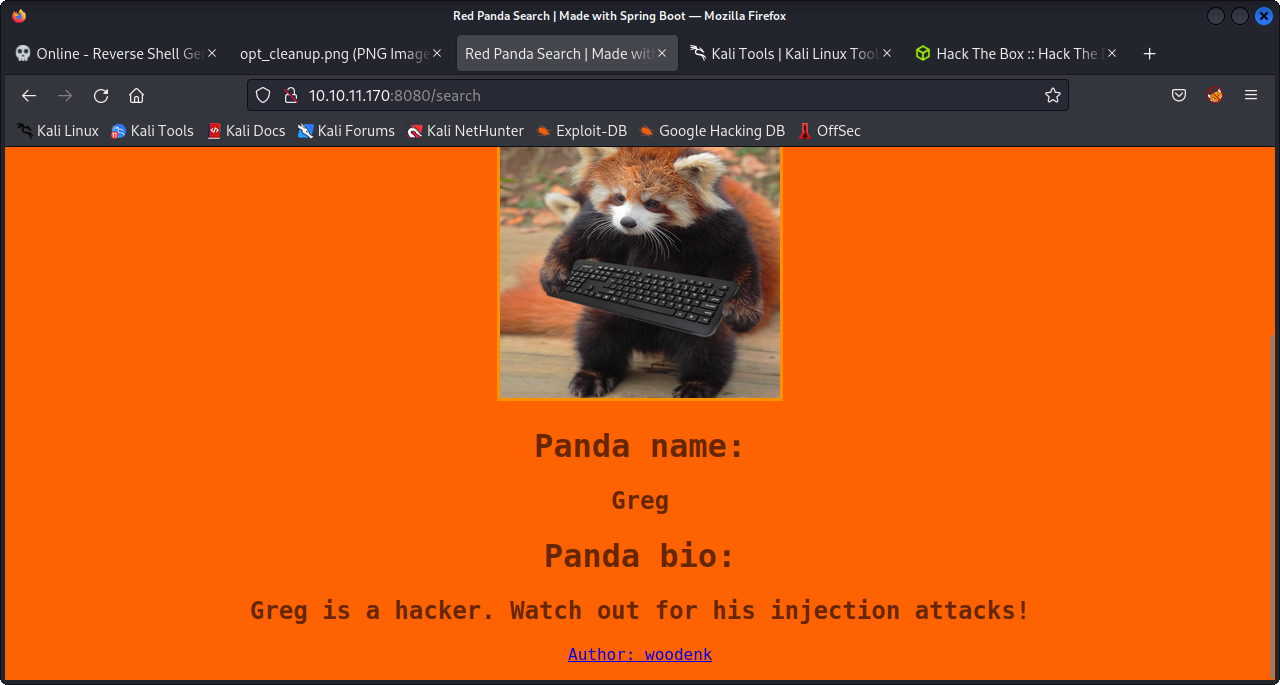 Red Panda Search | Made with Spring Boot — Mozilla Firefox
Online - Reverse Shell Ge
opt_cleanup.png (PNG Image
Red Panda Search | Made with
Kali Tools | Kali Linux Tool
Hack The Box :: Hack The B
10.10.11.170:8080/search
Kali Linux
Kali Tools
Kali Docs
Kali Forums
Kali NetHunter
Exploit-DB
Google Hacking DB
OffSec
Panda name:
Greg
Panda bio:
Greg is a hacker. Watch out for his injection attacks!
Author: woodenk